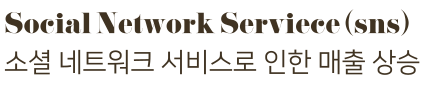 Social Network Serviece (sns)
소셜 네트워크 서비스로 인한 매출 상승